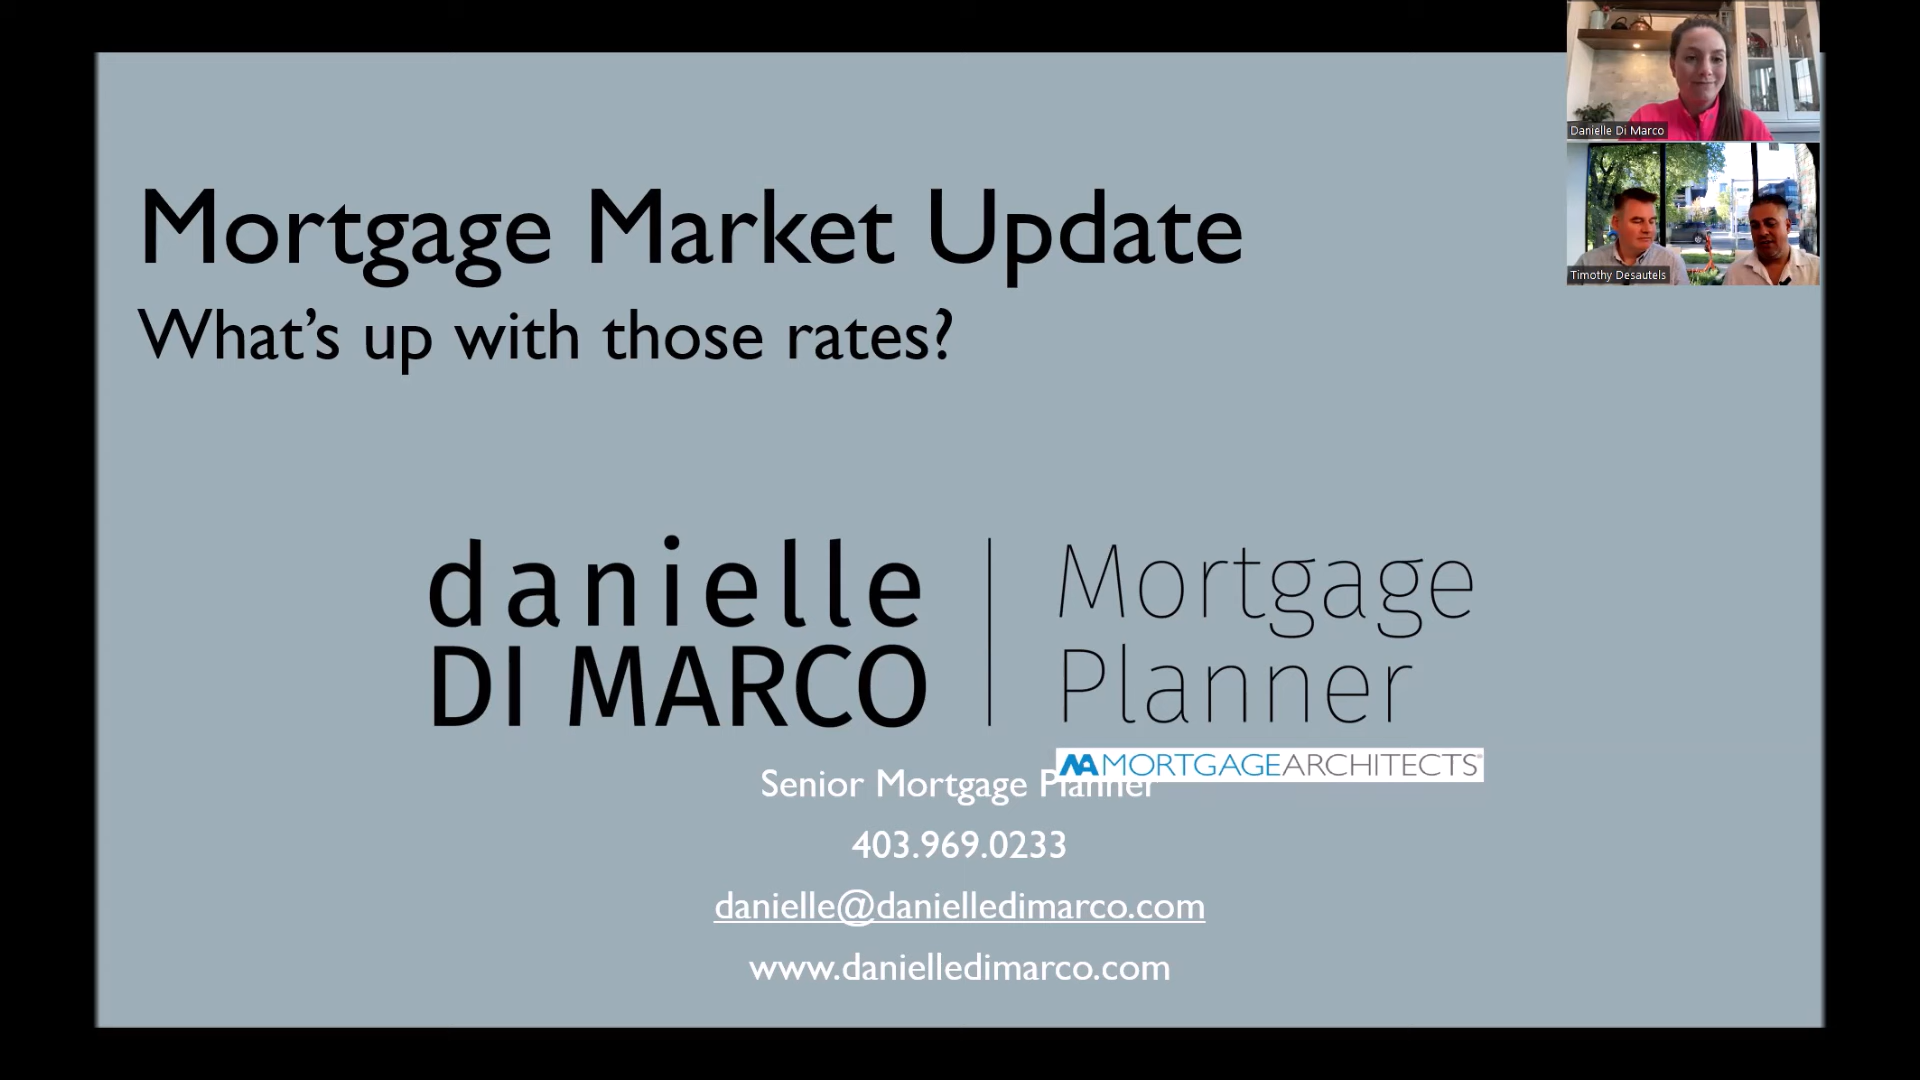 Mortgage Market Update
What's up with those rates?
danielle
DI MARCO
Mortgage
Planner
MORTGAGEARCHITECTS
Senior Mortgage Planner
403.969.0233
danielle@danielledimarco.com
www.danielledimarco.com
Danielle Di Marco
Timothy Desautels